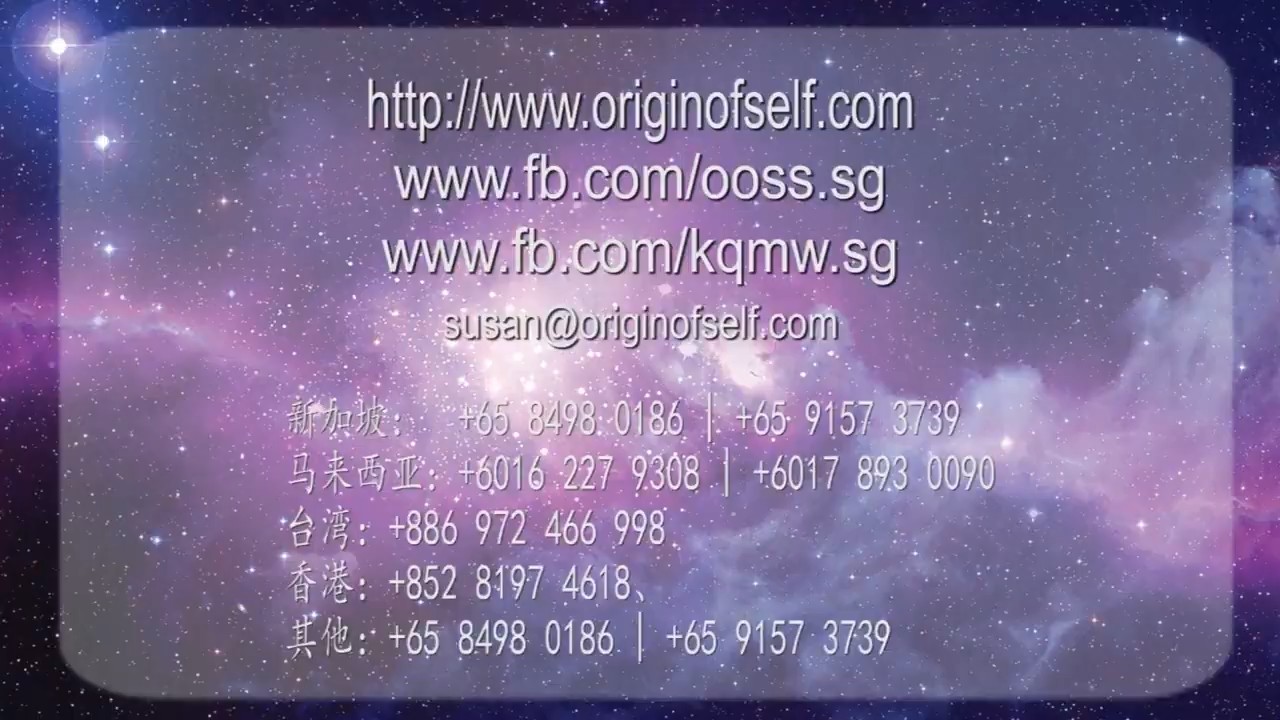 http://www.originofself.com
www.fb.com/ooss.sg
www.fb.com/kqmw.sg
susan@originofself.com
新加坡： +65 8498 0186 | +65 9157 3739
马来西亚：+6016 227 9308 | +6017 893 0090
台湾：+886 972 466 998
香港：+852 8197 4618、
其他：+65 8498 0186 | +65 9157 3739